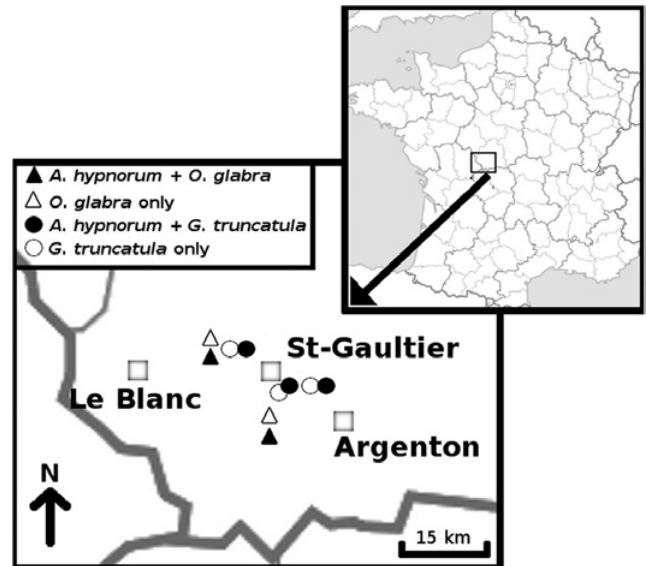 A. hypnorum + O. glabra
O. glabra only
A. hypnorum + G. truncatula
G. truncatula only
St-Gaultier
Le Blanc
Argenton
N
15 km